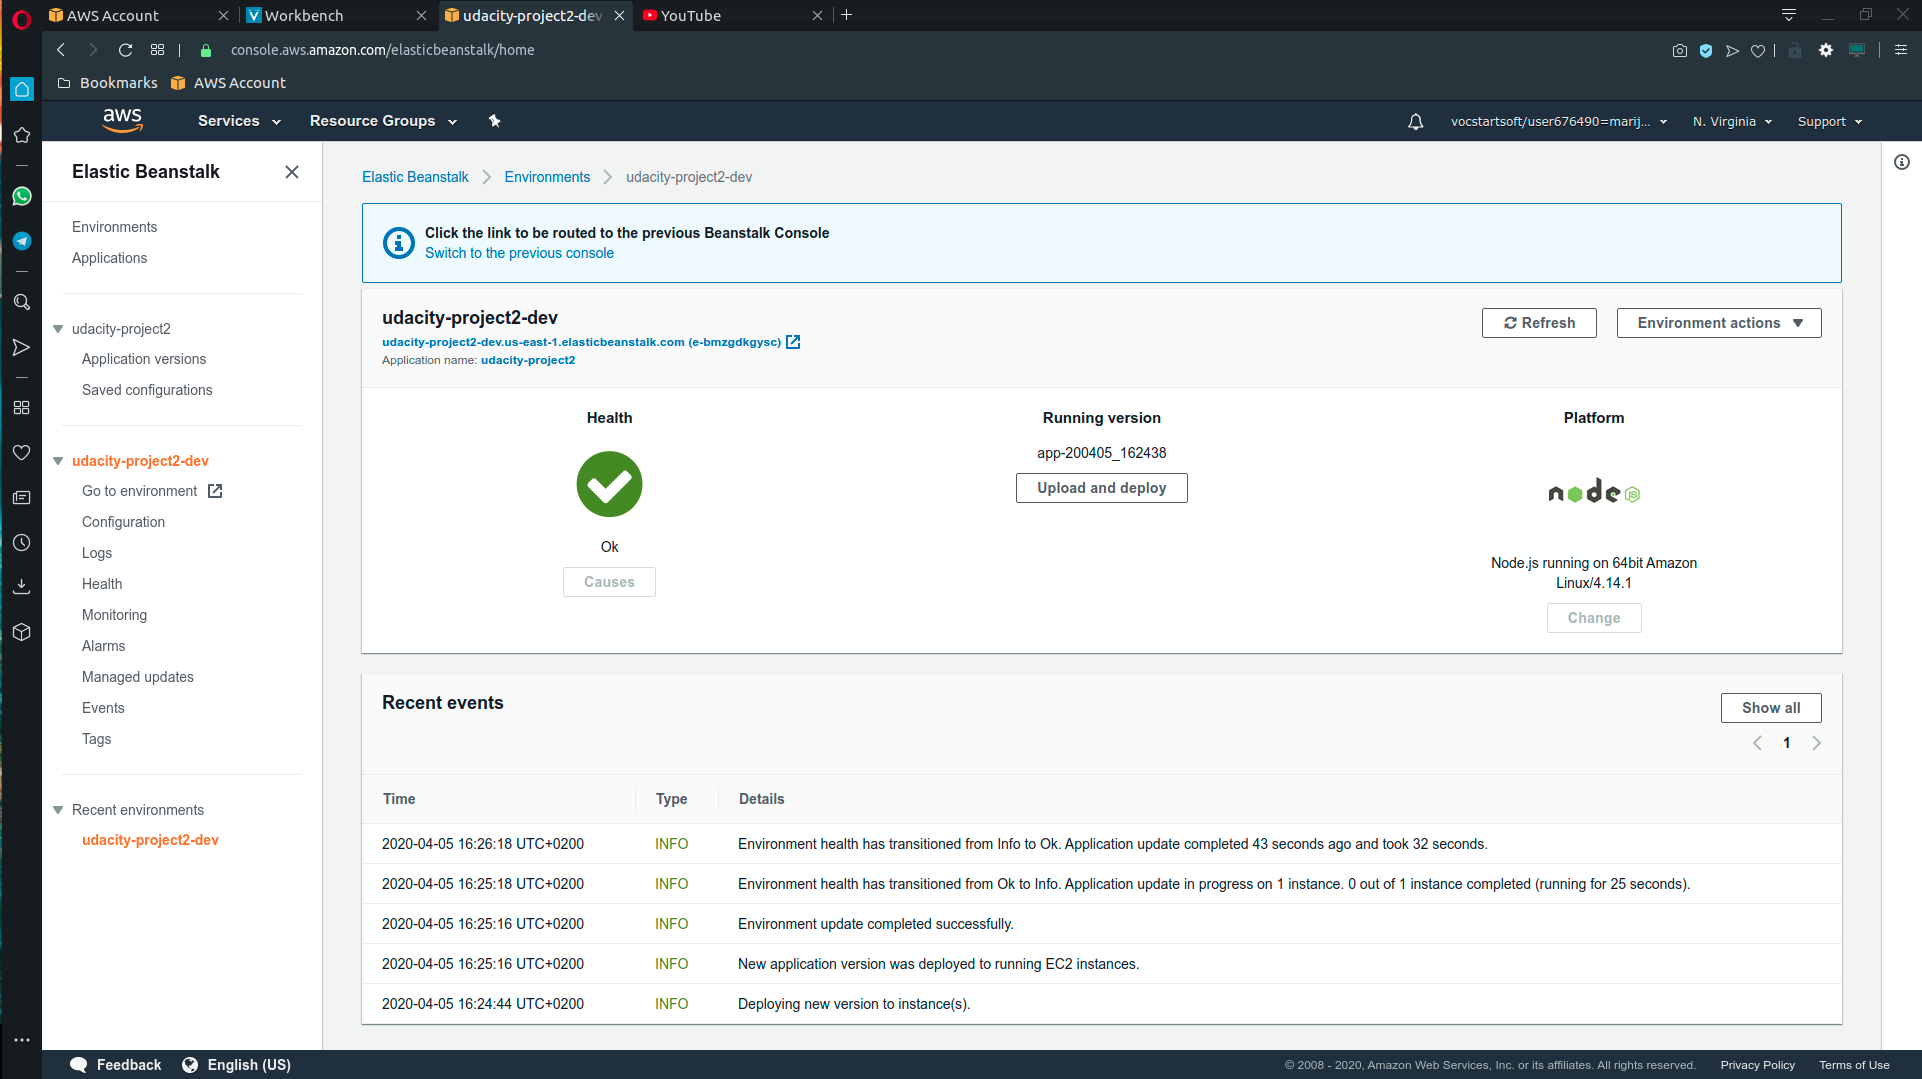 AWS Account
Workbench
udacity-project2-dev
YouTube
console.aws.amazon.com/elasticbeanstalk/home
Bookmarks
AWS Account
aws
Services
Resource Groups
vocstartsoft/user676490=marij...
N. Virginia
Support
Elastic Beanstalk
Environments
Applications
udacity-project2
Application versions
Saved configurations
udacity-project2-dev
Go to environment
Configuration
Logs
Health
Monitoring
Alarms
Managed updates
Events
Tags
Recent environments
udacity-project2-dev
Elastic Beanstalk
Environments
udacity-project2-dev
Click the link to be routed to the previous Beanstalk Console
Switch to the previous console
udacity-project2-dev
udacity-project2-dev.us-east-1.elasticbeanstalk.com (e-bmzgdkgysc)
Application name: udacity-project2
Refresh
Environment actions
Health
Ok
Causes
Running version
app-200405_162438
Upload and deploy
Platform
node JS
Node.js running on 64bit Amazon
Linux/4.14.1
Change
Recent events
Show all
1
Time Type Details
2020-04-05 16:26:18 UTC+0200 INFO Environment health has transitioned from Info to Ok. Application update completed 43 seconds ago and took 32 seconds.
2020-04-05 16:25:18 UTC+0200 INFO Environment health has transitioned from Ok to Info. Application update in progress on 1 instance. 0 out of 1 instance completed (running for 25 seconds).
2020-04-05 16:25:16 UTC+0200 INFO Environment update completed successfully.
2020-04-05 16:25:16 UTC+0200 INFO New application version was deployed to running EC2 instances.
2020-04-05 16:24:44 UTC+0200 INFO Deploying new version to instance(s).
Feedback
English (US)
© 2008 - 2020, Amazon Web Services, Inc. or its affiliates. All rights reserved.
Privacy Policy
Terms of Use